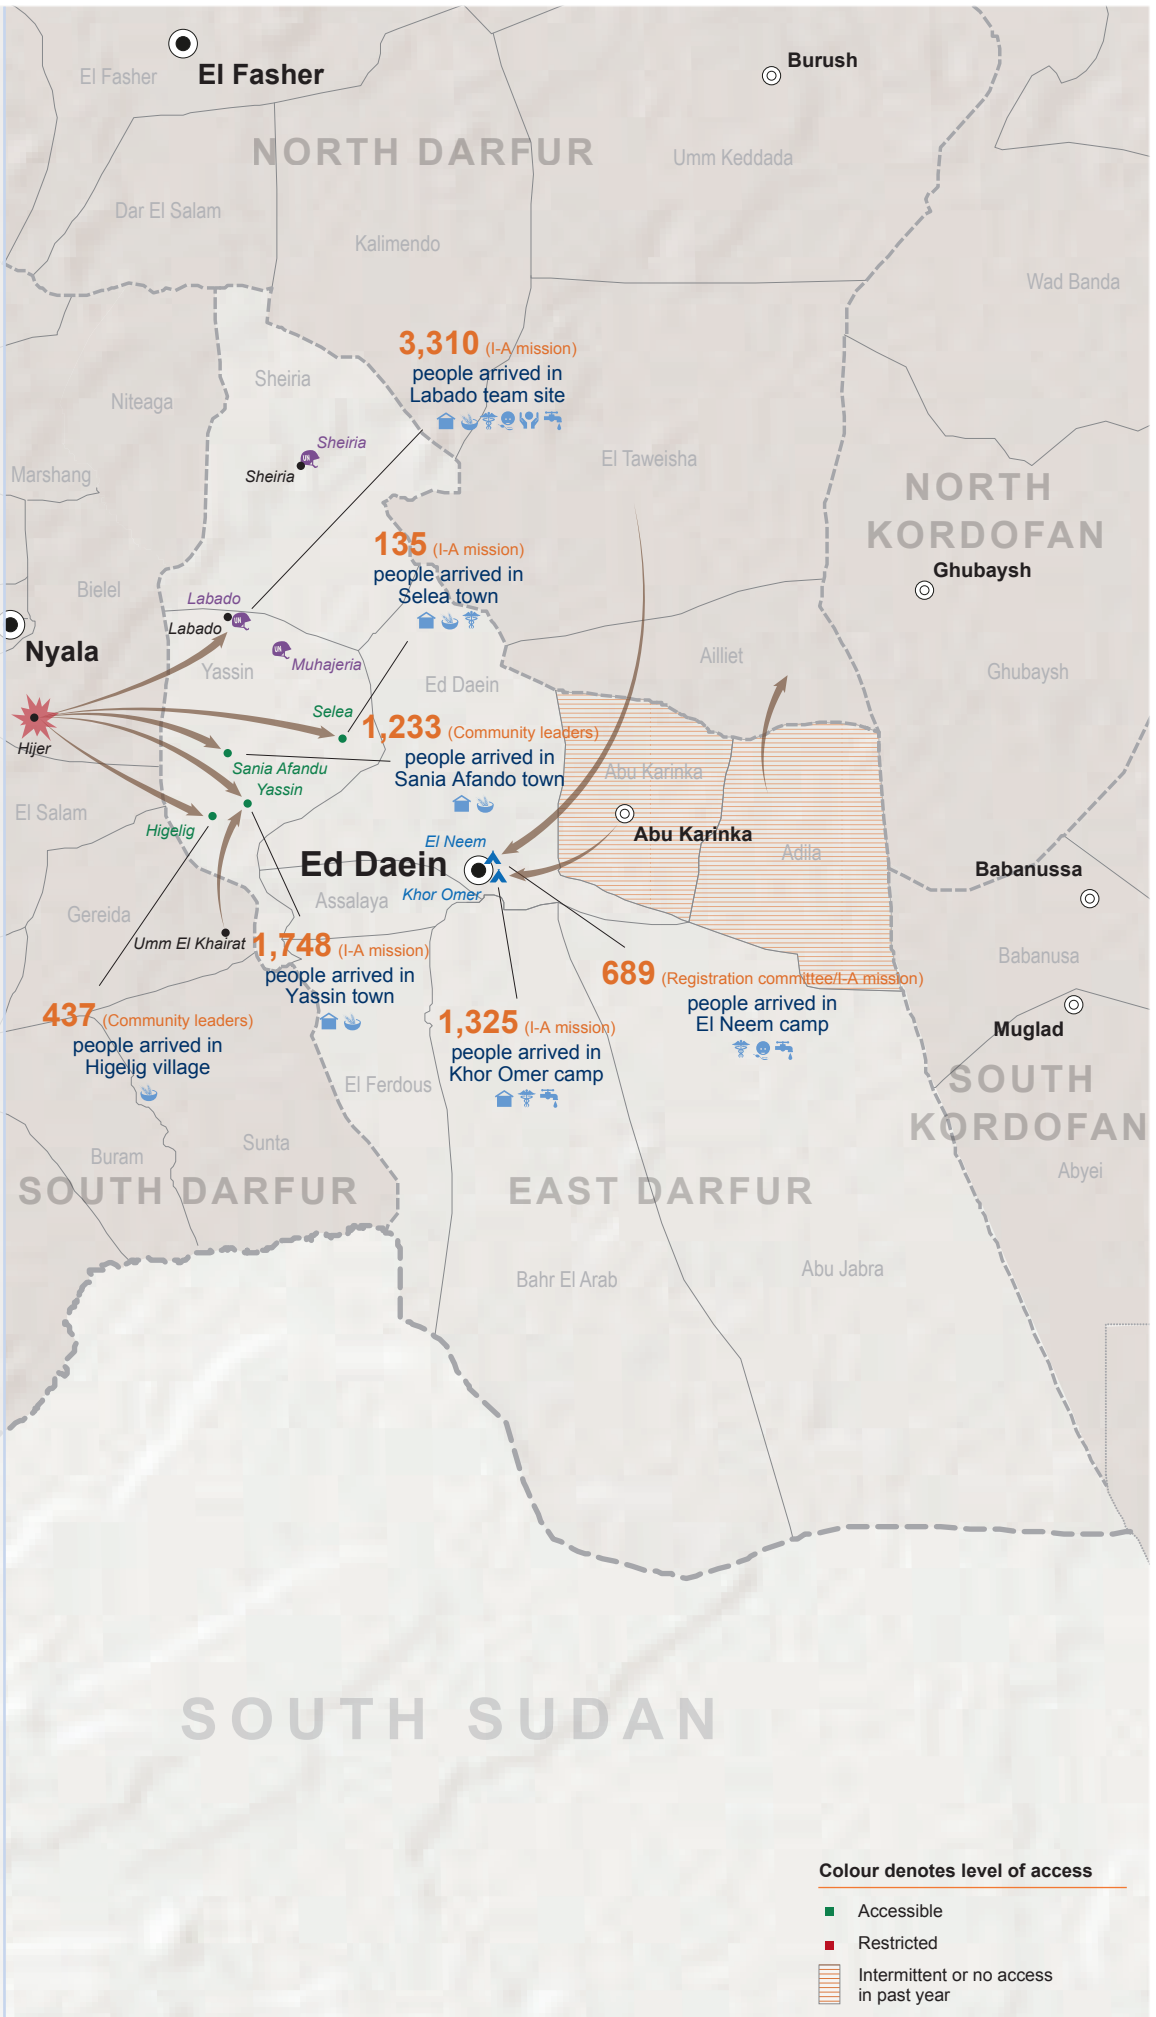 El Fasher
El Fasher
Burush
NORTH DARFUR
Umm Keddada
Dar El Salam
Kalimendo
Wad Banda
3,310 (I-A mission)
people arrived in
Labado team site
Sheiria
Niteaga
Sheiria
UN
Sheiria
El Taweisha
Marshang
NORTH
KORDOFAN
135 (I-A mission)
people arrived in
Selea town
Ghubaysh
Bielel
Labado
UN
Labado
Nyala
UN
Muhajeria
Yassin
Ed Daein
Ailliet
Ghubaysh
Selea
1,233 (Community leaders)
people arrived in
Sania Afando town
Hijer
Sania Afandu
Yassin
Abu Karinka
El Salam
Higelig
El Neem
Abu Karinka
Adila
Ed Daein
Khor Omer
Babanussa
Assalaya
Gereida
Umm El Khairat
1,748 (I-A mission)
people arrived in
Yassin town
689 (Registration committee/I-A mission)
people arrived in
El Neem camp
Babanusa
437 (Community leaders)
people arrived in
Higelig village
1,325 (I-A mission)
people arrived in
Khor Omer camp
Muglad
El Ferdous
SOUTH
KORDOFAN
Buram
Sunta
Abyei
SOUTH DARFUR
EAST DARFUR
Bahr El Arab
Abu Jabra
SOUTH SUDAN
Colour denotes level of access
Accessible
Restricted
Intermittent or no access
in past year